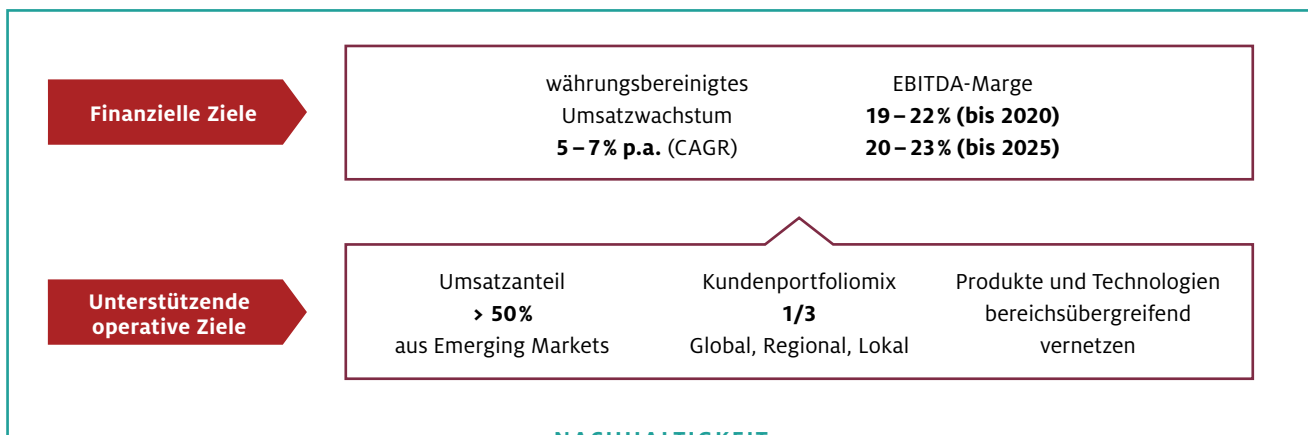 Finanzielle Ziele
währungsbereinigtes
Umsatzwachstum
5 – 7 % p.a. (CAGR)
EBITDA-Marge
19 – 22 % (bis 2020)
20 – 23 % (bis 2025)
Unterstützende
operative Ziele
Umsatzanteil
> 50 %
aus Emerging Markets
Kundenportfoliomix
1/3
Global, Regional, Lokal
Produkte und Technologien
bereichsübergreifend
vernetzen
NACHHALTIGKEIT